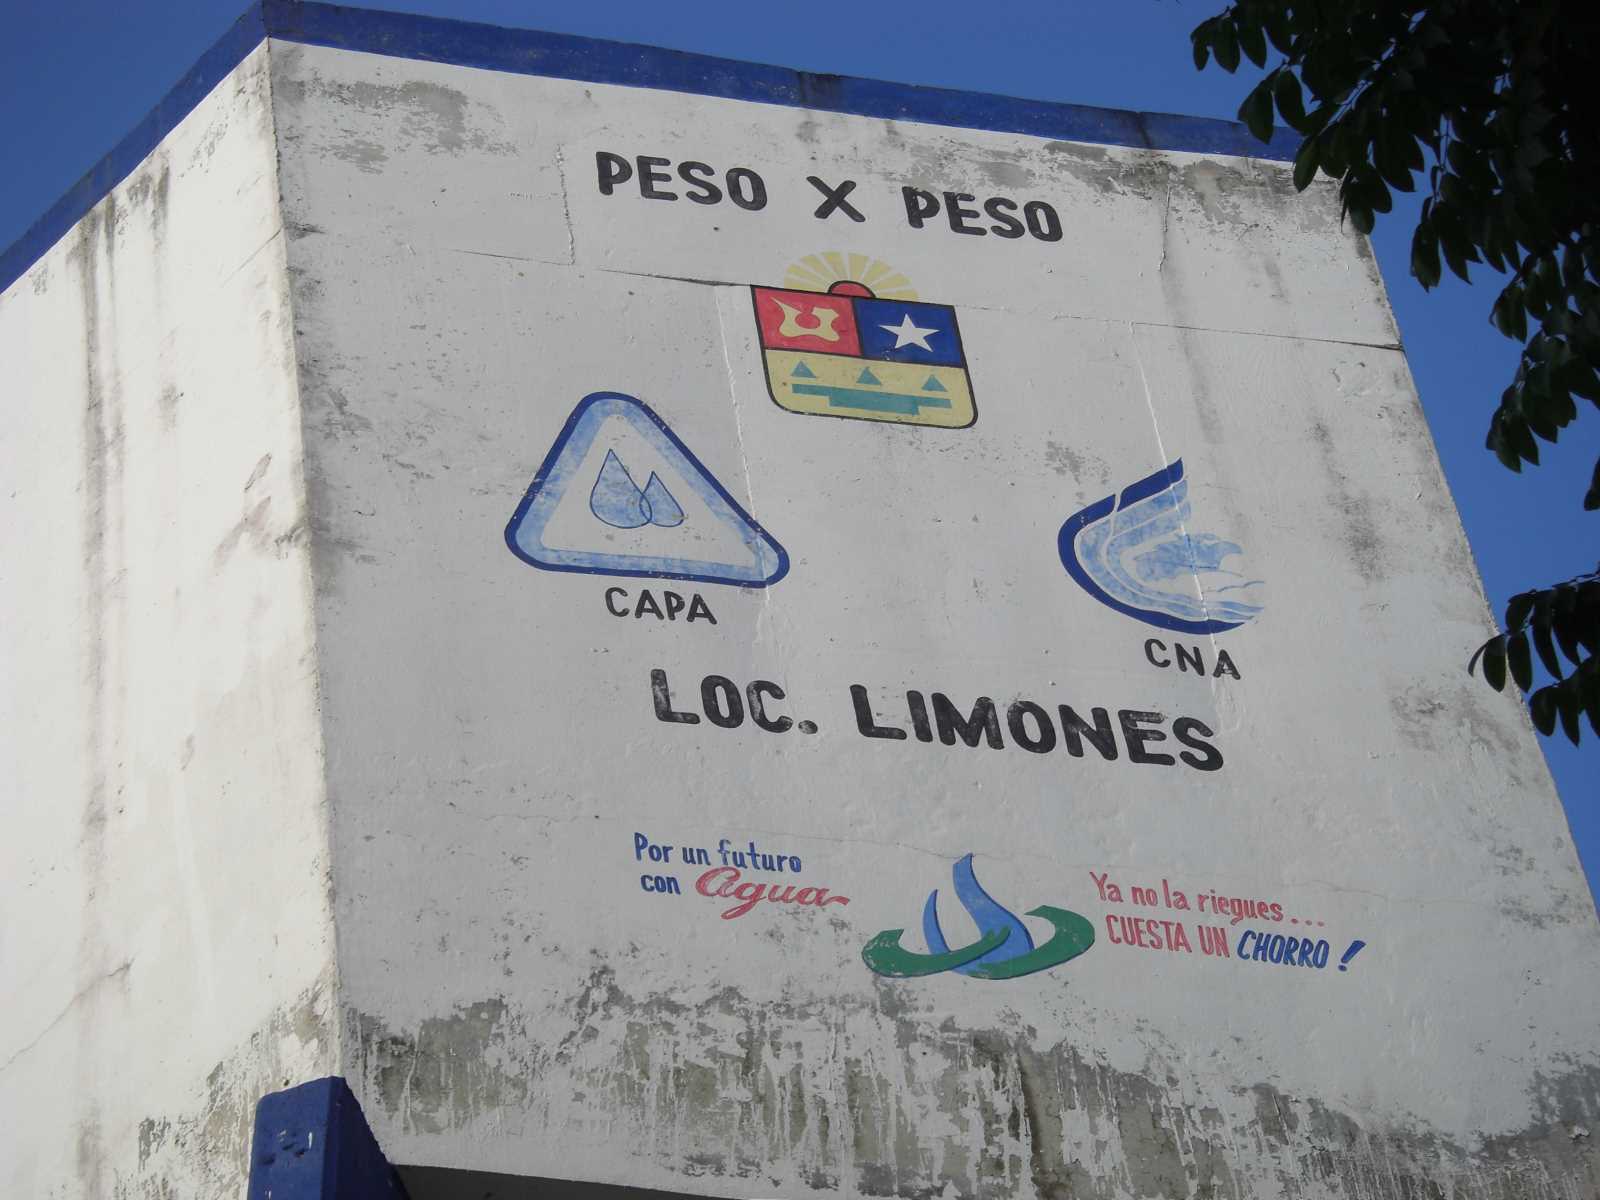 PESO X PESO
CAPA
CNA
LOC. LIMONES
Por un futuro
con Agua
Ya no la riegues...
CUESTA UN CHORRO!